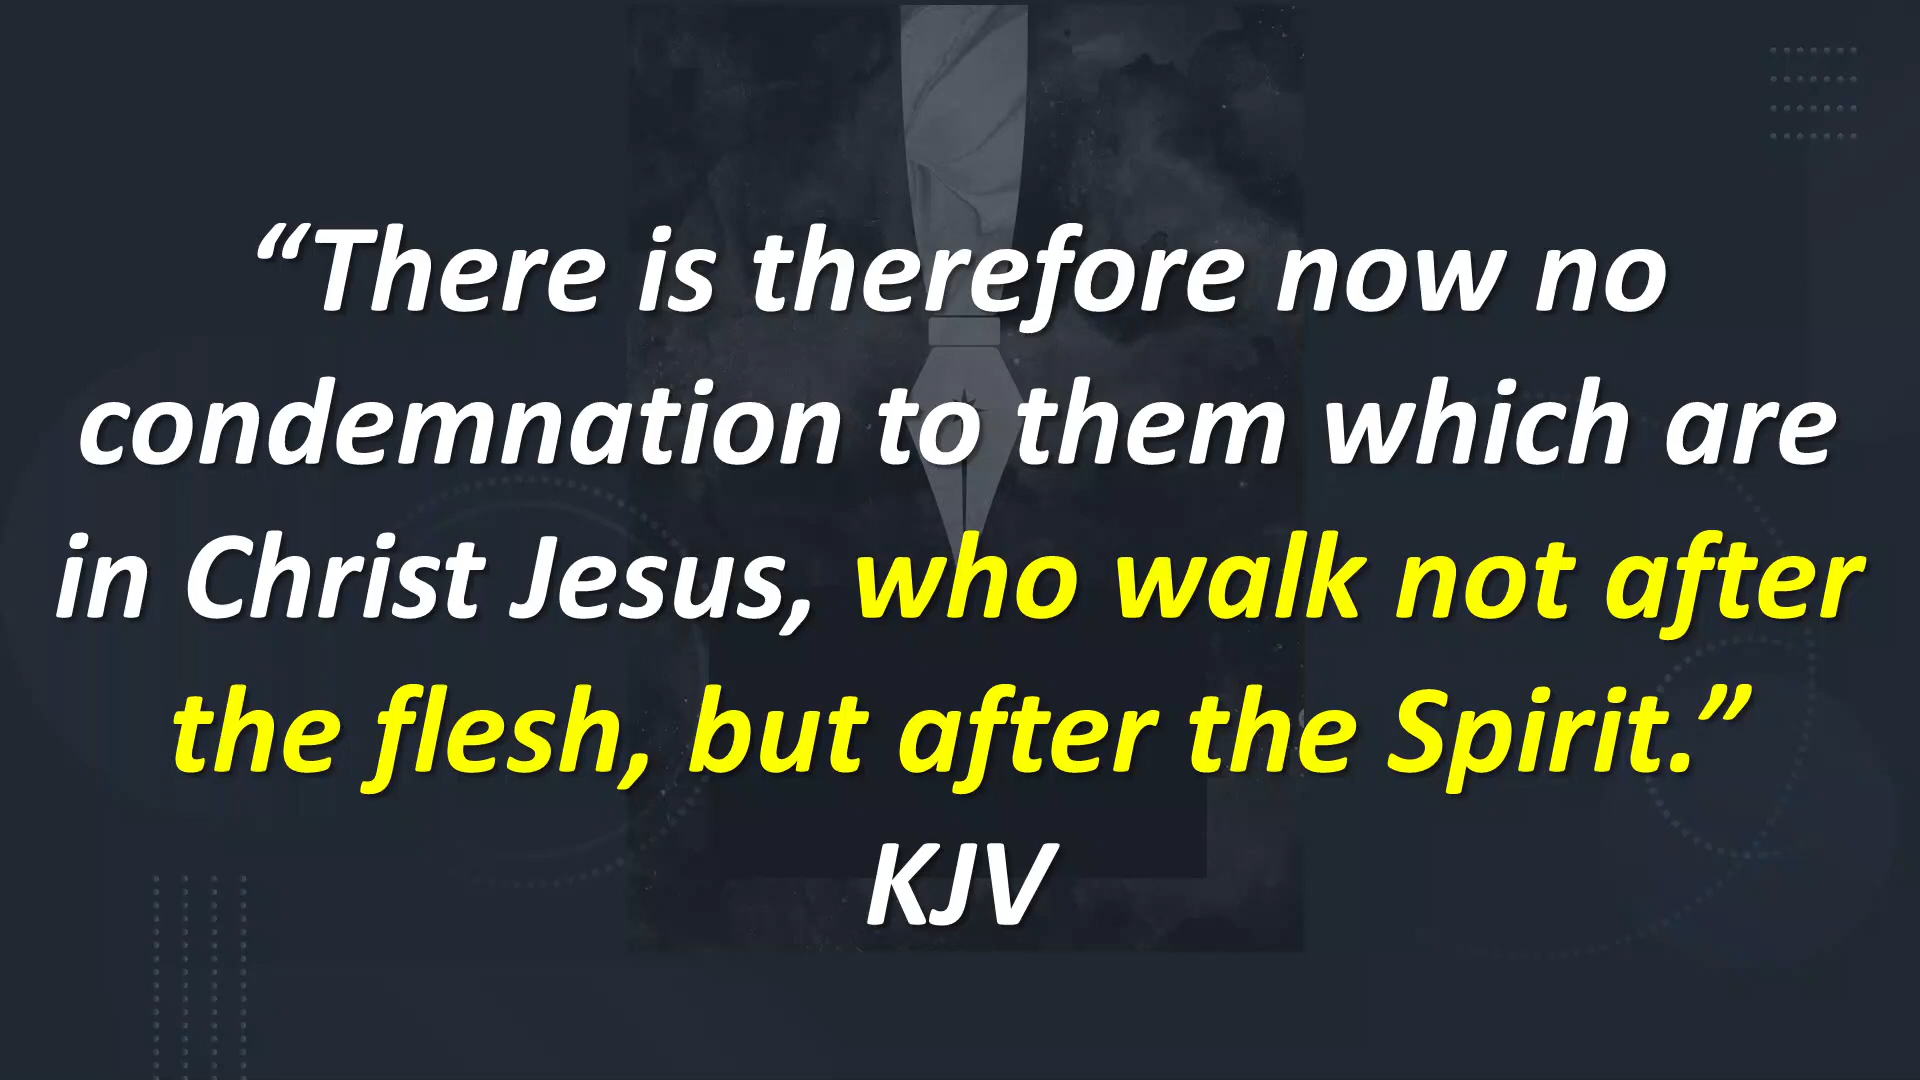 “There is therefore now no
condemnation to them which are
in Christ Jesus, who walk not after
the flesh, but after the Spirit.”
KJV